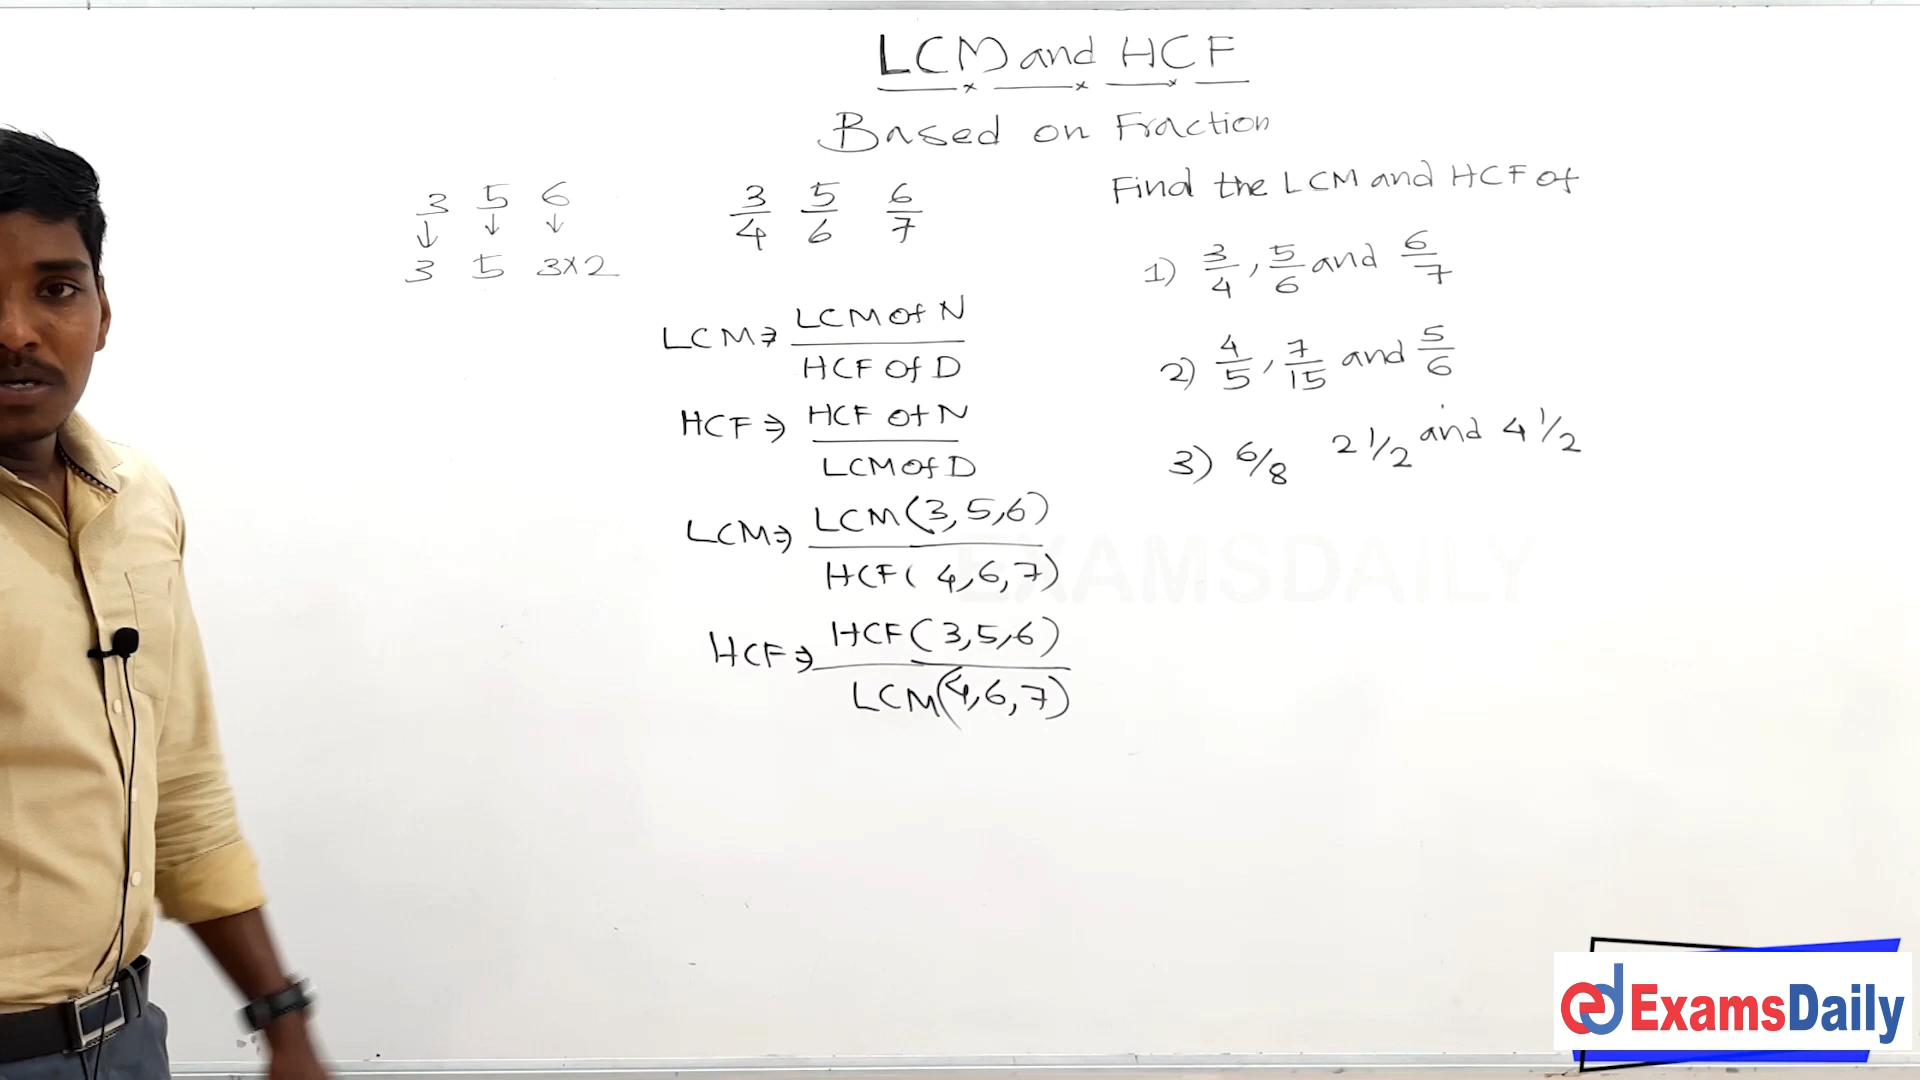 LCM and HCF
Based on Fraction
3 5 6
↓ ↓ ↓
3 5 3×2
3/4 5/6 6/7
LCM ⇒ LCM of N / HCF of D
HCF ⇒ HCF of N / LCM of D
LCM ⇒ LCM(3,5,6) / HCF(4,6,7)
HCF ⇒ HCF(3,5,6) / LCM(4,6,7)
Find the LCM and HCF of
1) 3/4, 5/6 and 6/7
2) 4/5, 7/15 and 5/6
3) 6/8 2 1/2 and 4 1/2
EXAMSDAILY
ExamsDaily